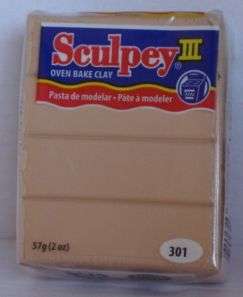 Sculpey III®
OVEN BAKE CLAY
Pasta de modelar • Pâte à modeler
57g (2 oz)
301